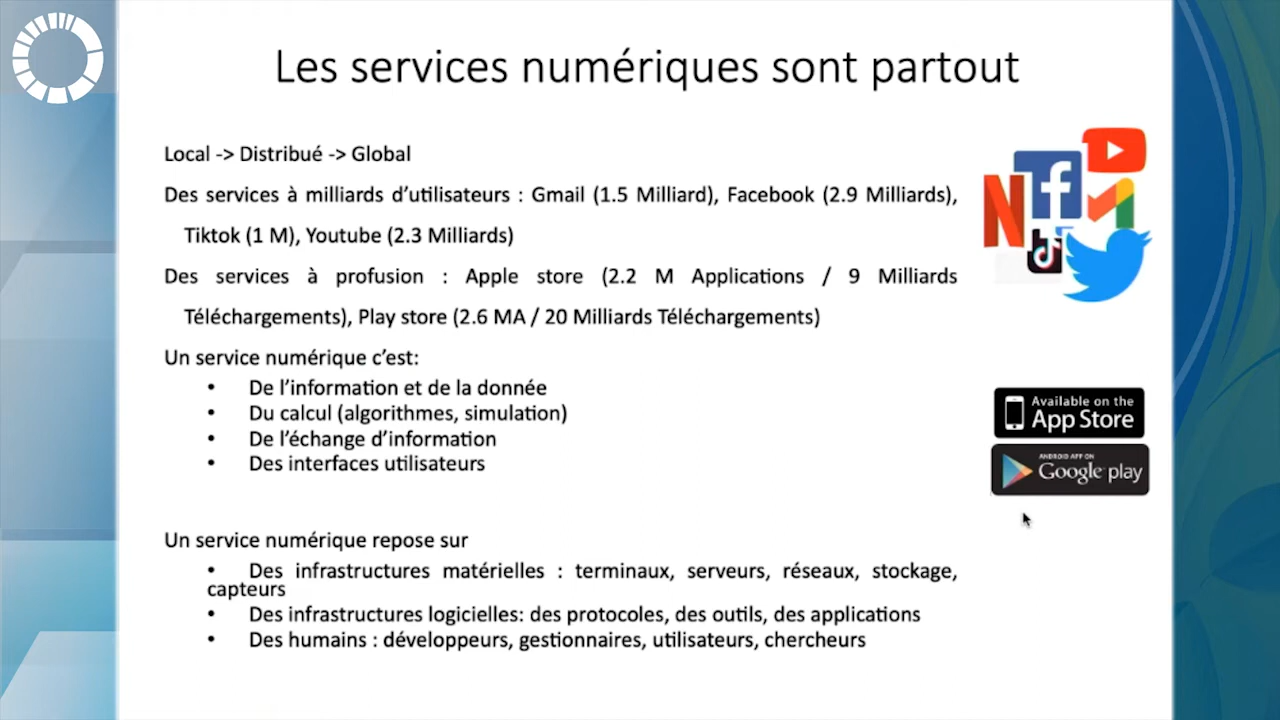 Les services numériques sont partout
Local -> Distribué -> Global
Des services à milliards d’utilisateurs : Gmail (1.5 Milliard), Facebook (2.9 Milliards),
Tiktok (1 M), Youtube (2.3 Milliards)
Des services à profusion : Apple store (2.2 M Applications / 9 Milliards
Téléchargements), Play store (2.6 MA / 20 Milliards Téléchargements)
Un service numérique c’est:
• De l’information et de la donnée
• Du calcul (algorithmes, simulation)
• De l’échange d’information
• Des interfaces utilisateurs
Available on the
App Store
ANDROID APP ON
Google play
Un service numérique repose sur
• Des infrastructures matérielles : terminaux, serveurs, réseaux, stockage,
capteurs
• Des infrastructures logicielles: des protocoles, des outils, des applications
• Des humains : développeurs, gestionnaires, utilisateurs, chercheurs